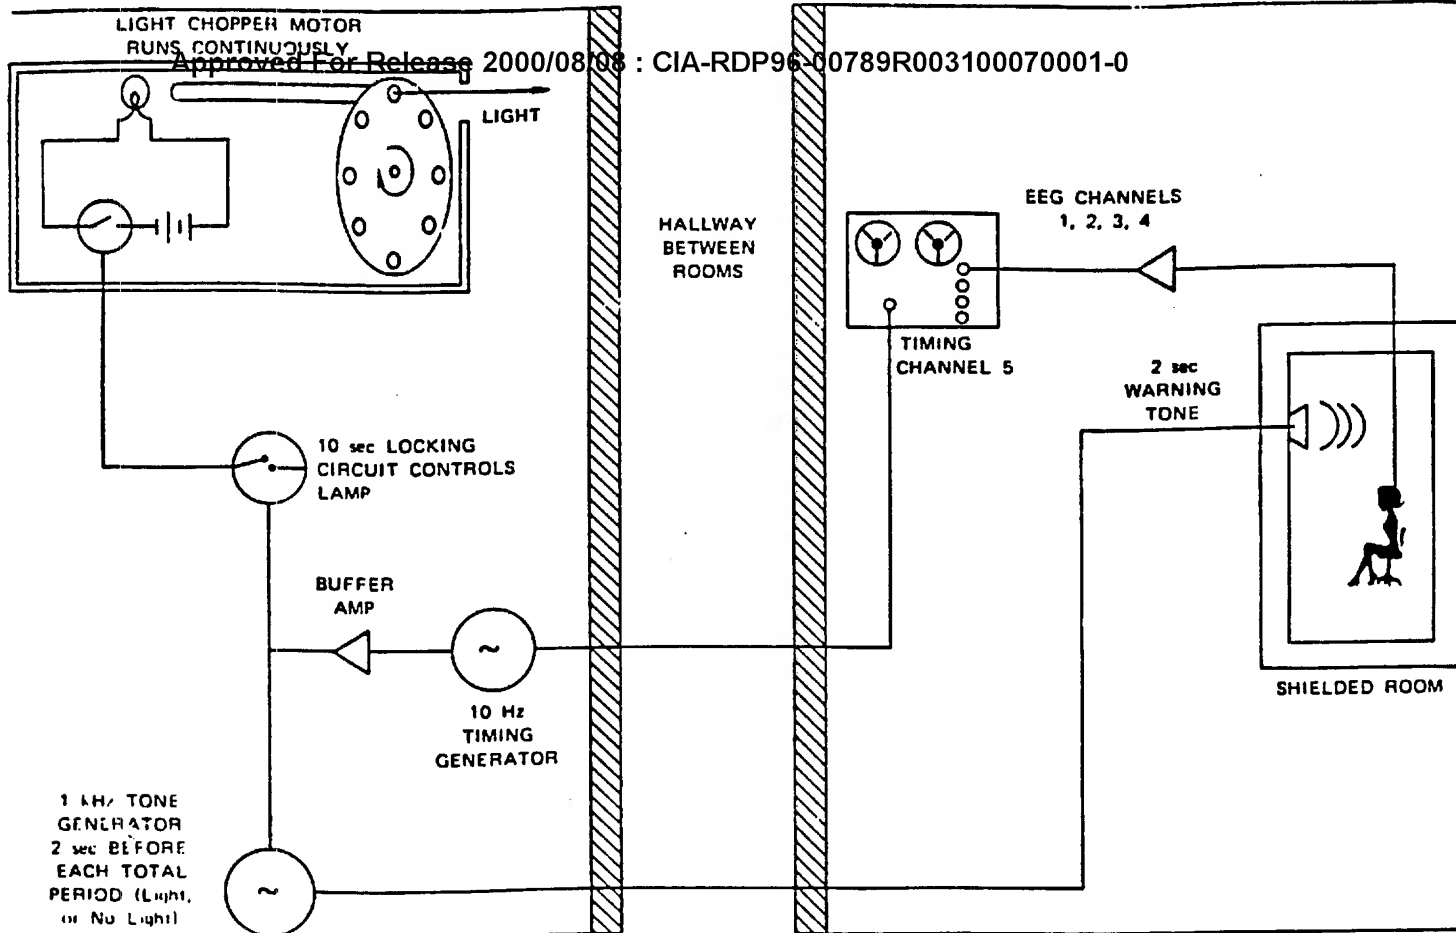 LIGHT CHOPPER MOTOR
RUNS CONTINUOUSLY
Approved For Release 2000/08/08 : CIA-RDP96-00789R003100070001-0
LIGHT
HALLWAY
BETWEEN
ROOMS
EEG CHANNELS
1, 2, 3, 4
TIMING
CHANNEL 5
2 sec
WARNING
TONE
10 sec LOCKING
CIRCUIT CONTROLS
LAMP
BUFFER
AMP
~
10 Hz
TIMING
GENERATOR
SHIELDED ROOM
1 kHz TONE
GENERATOR
2 sec BEFORE
EACH TOTAL
PERIOD (Light,
or No Light)
~